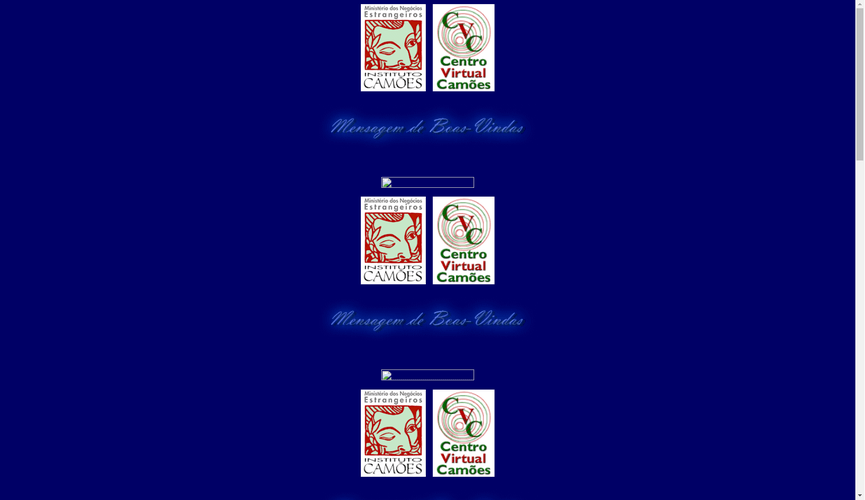 Ministério dos Negócios
Estrangeiros
INSTITUTO
CAMÕES
CVC
Centro
Virtual
Camões
Mensagem de Boas-Vindas
Ministério dos Negócios
Estrangeiros
INSTITUTO
CAMÕES
CVC
Centro
Virtual
Camões
Mensagem de Boas-Vindas
Ministério dos Negócios
Estrangeiros
INSTITUTO
CAMÕES
CVC
Centro
Virtual
Camões